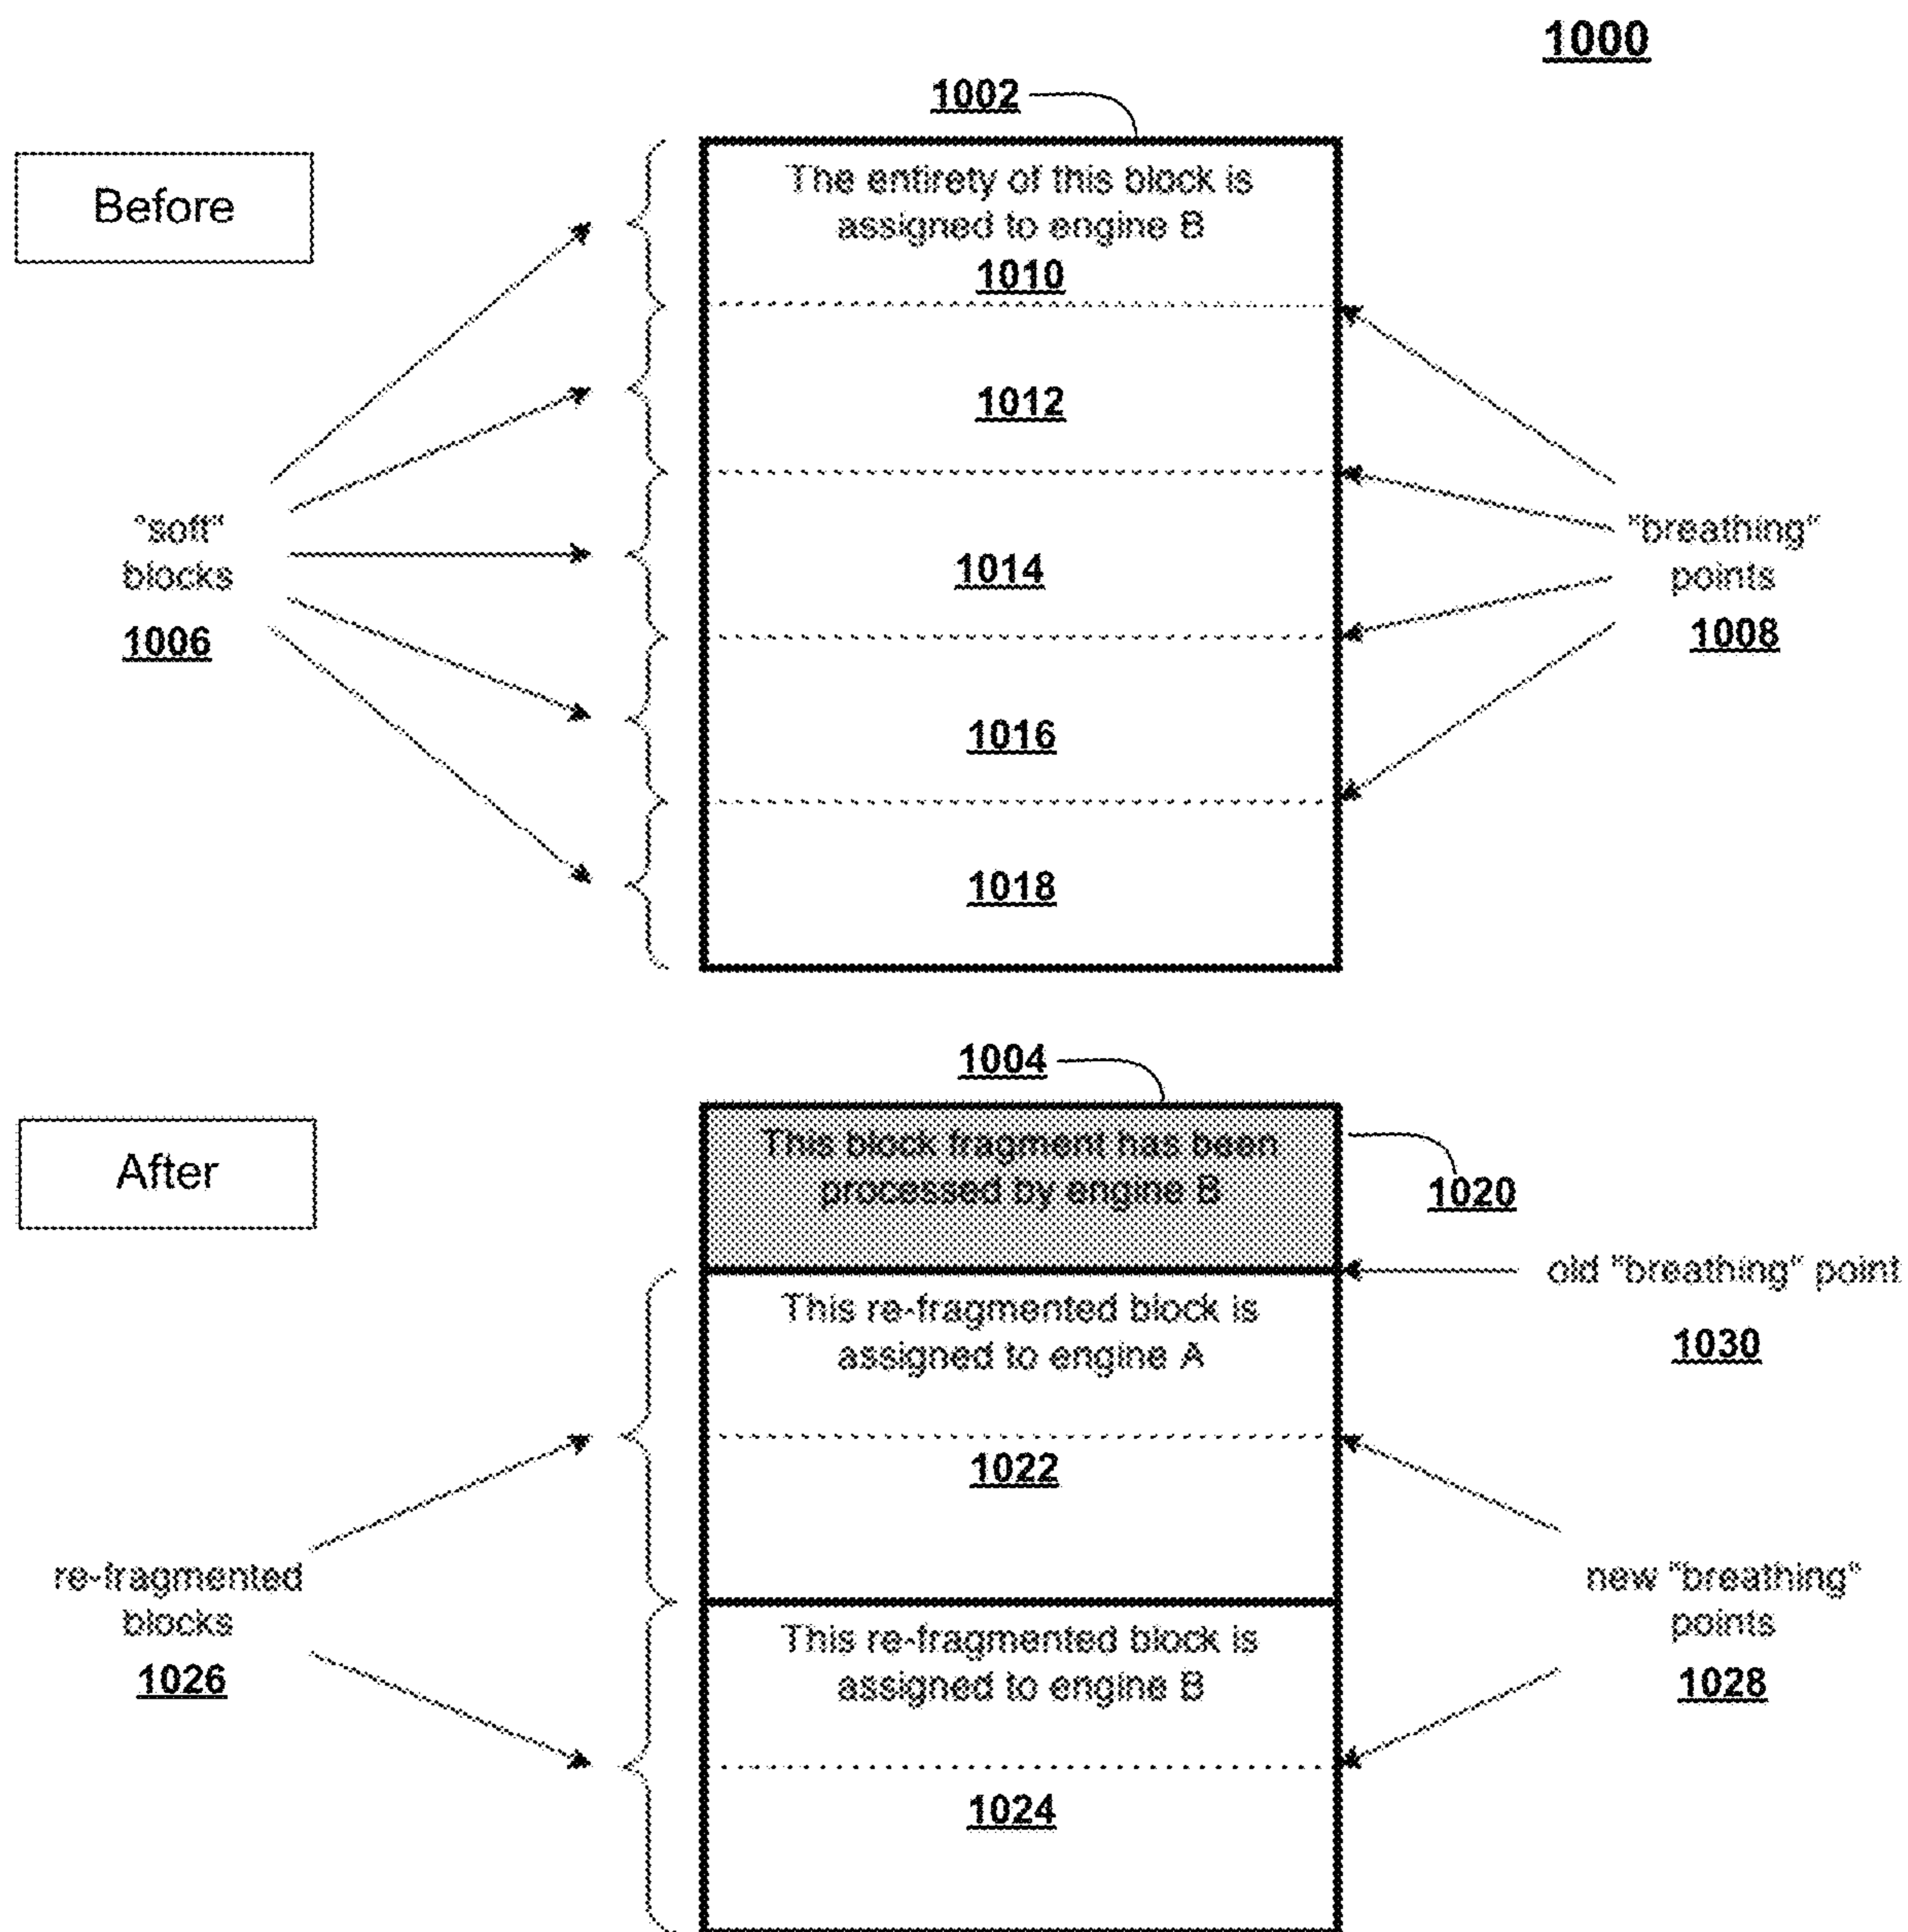 1000
1002
Before
The entirety of this block is
assigned to engine B
1010
1012
"soft"
blocks
1006
1014
"breathing"
points
1008
1016
1018
1004
After
This block fragment has been
processed by engine B
1020
old "breathing" point
1030
This re-fragmented block is
assigned to engine A
1022
re-fragmented
blocks
1026
new "breathing"
points
1028
This re-fragmented block is
assigned to engine B
1024